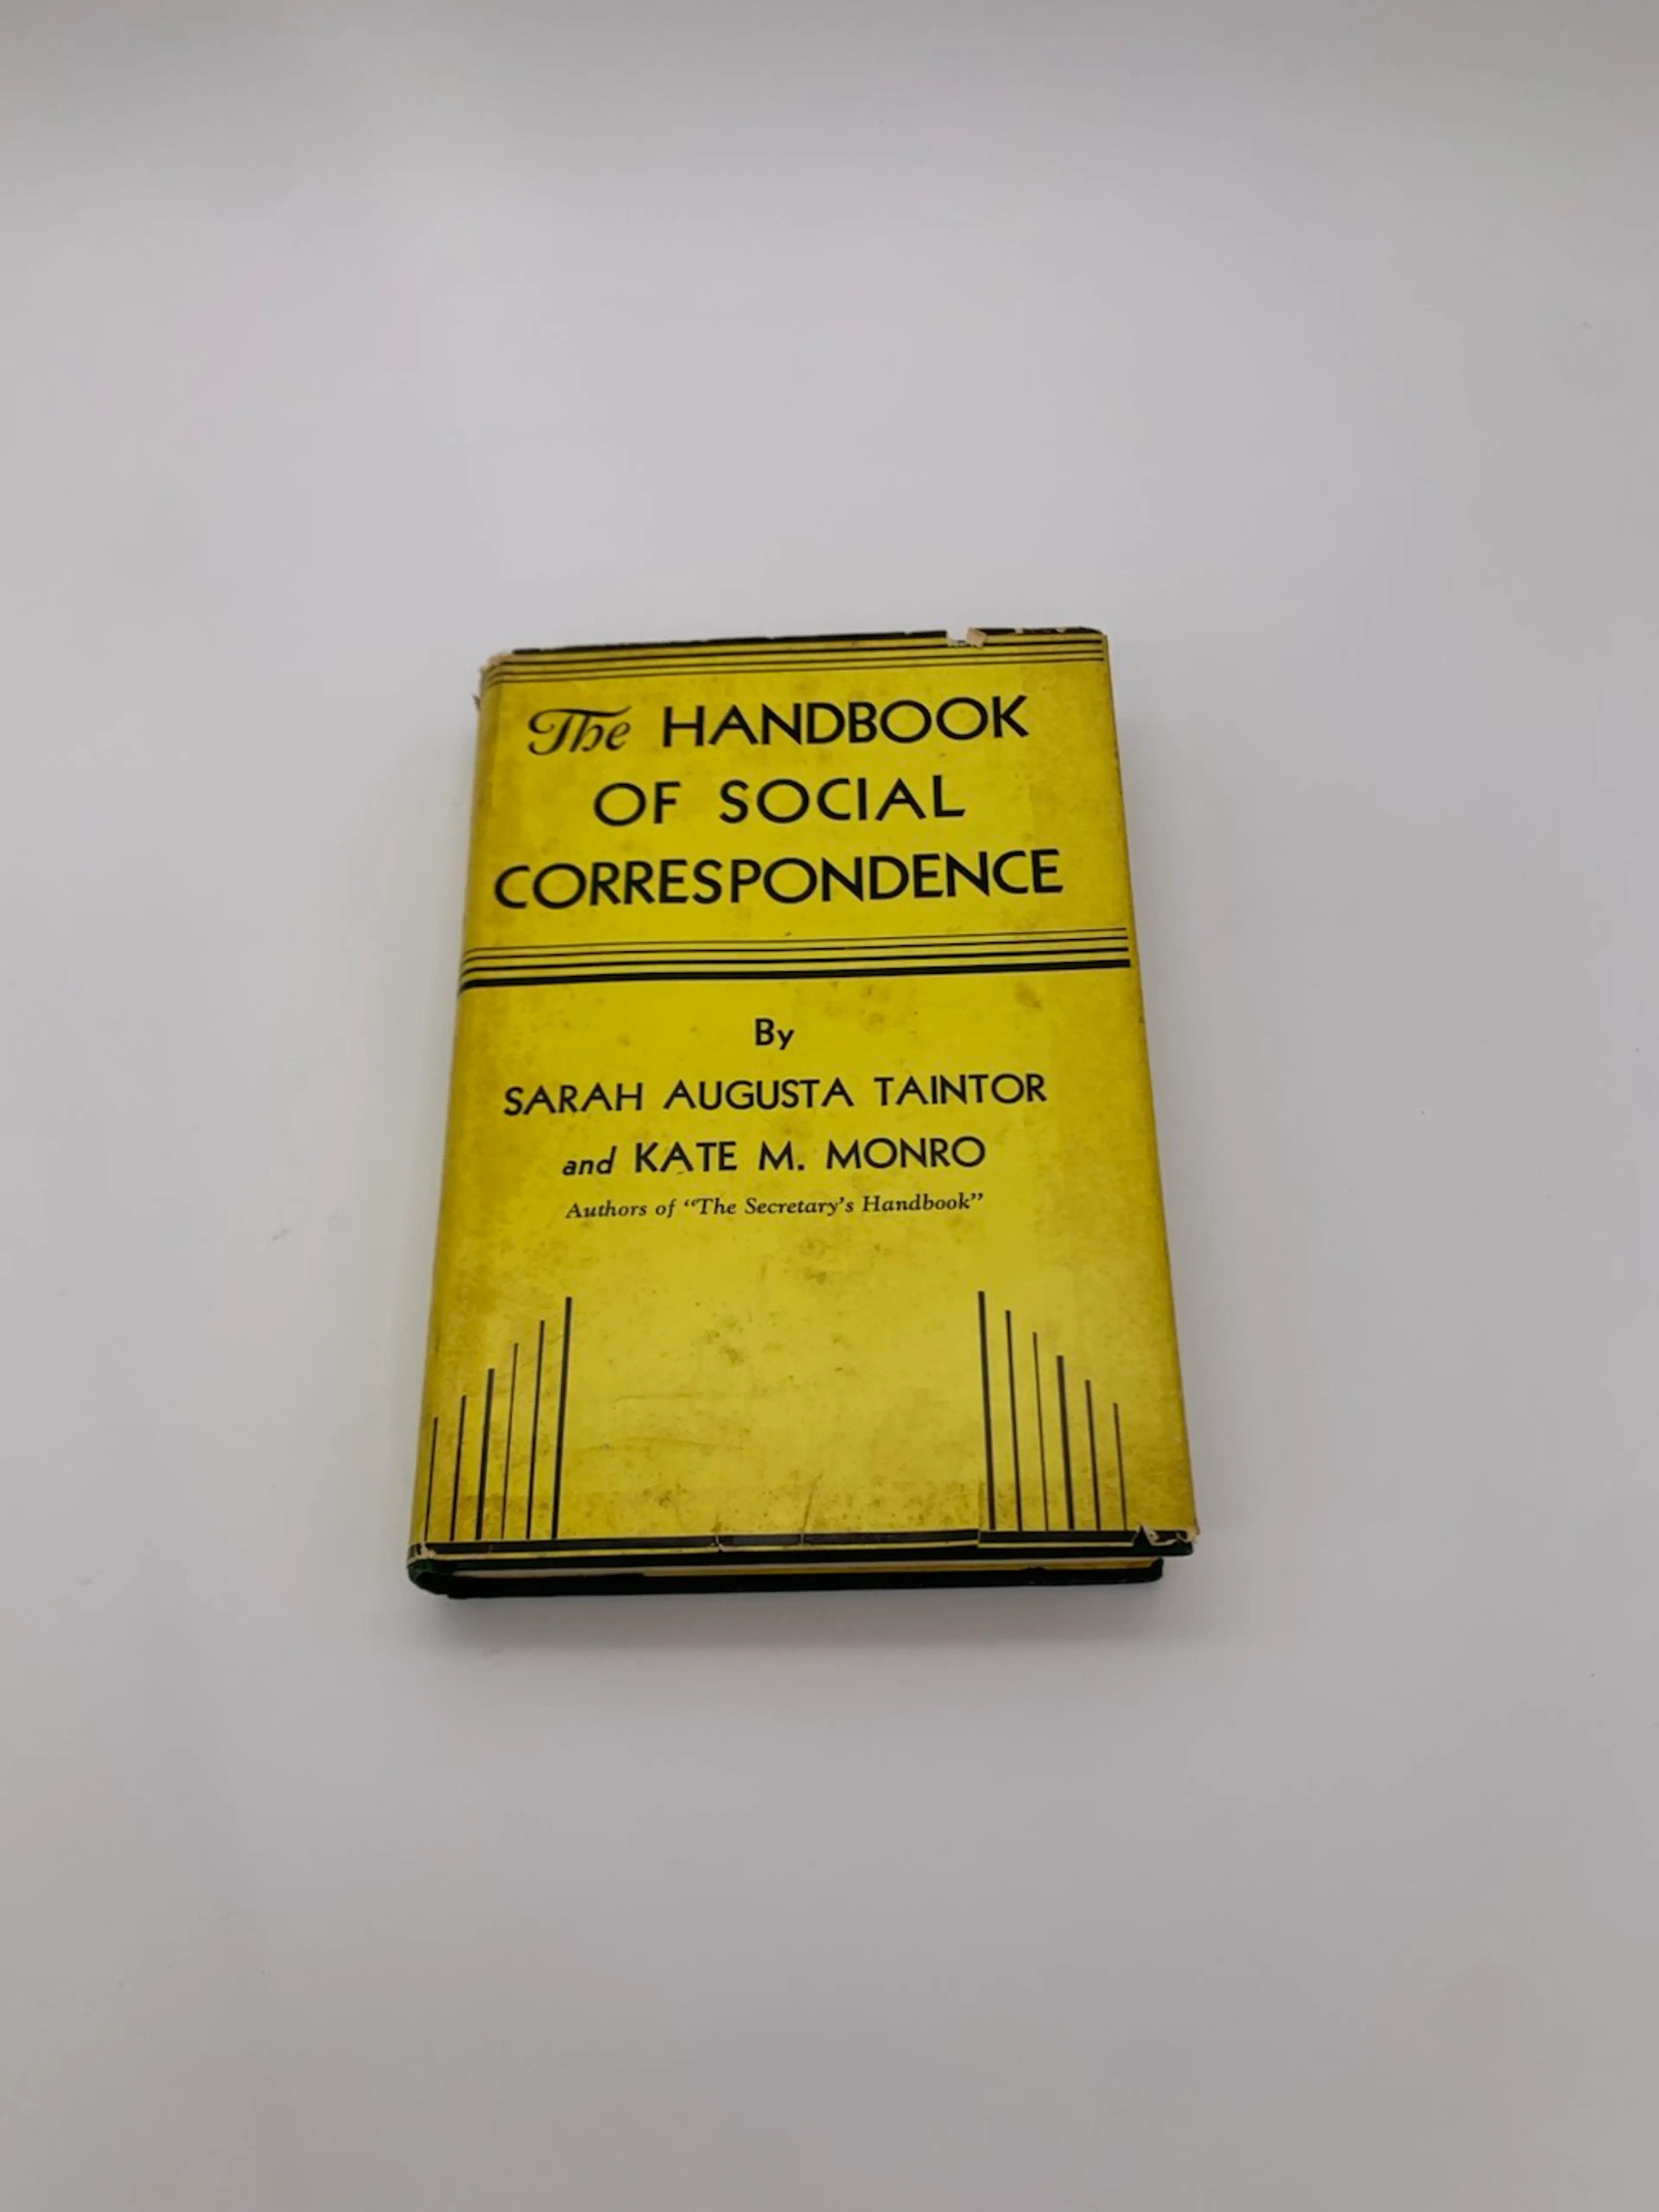 The HANDBOOK
OF SOCIAL
CORRESPONDENCE
By
SARAH AUGUSTA TAINTOR
and KATE M. MONRO
Authors of “The Secretary's Handbook”